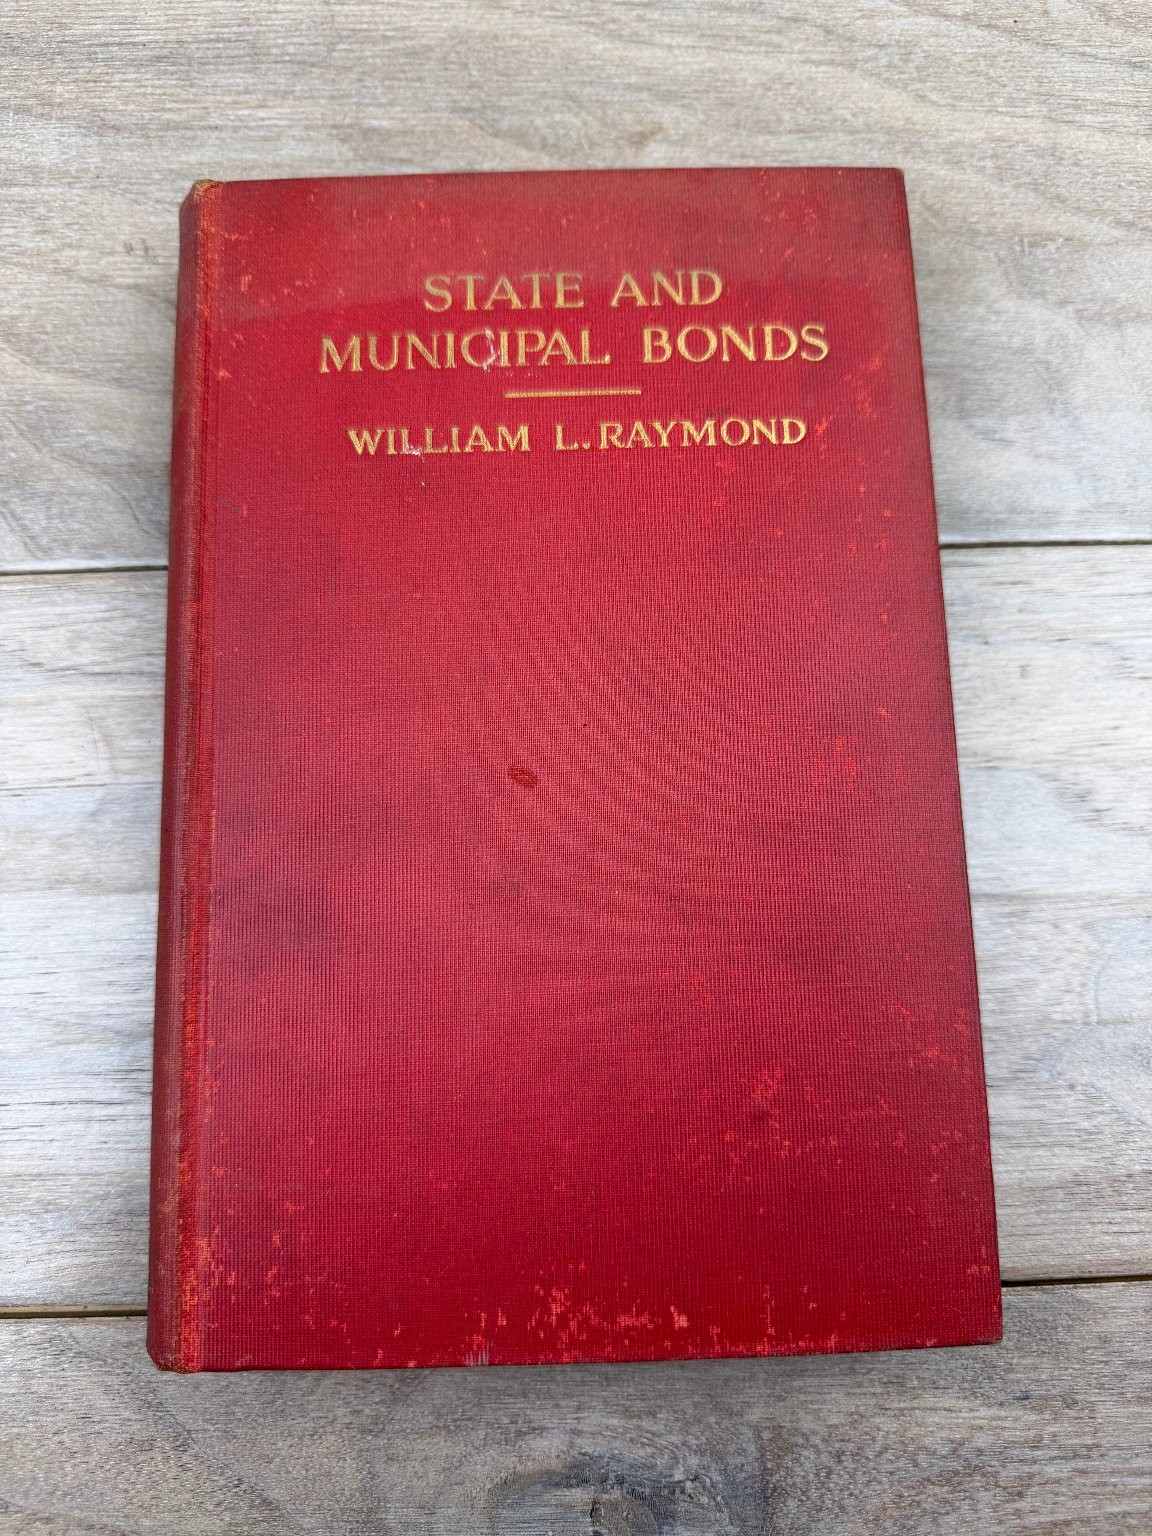 STATE AND
MUNICIPAL BONDS
WILLIAM L. RAYMOND